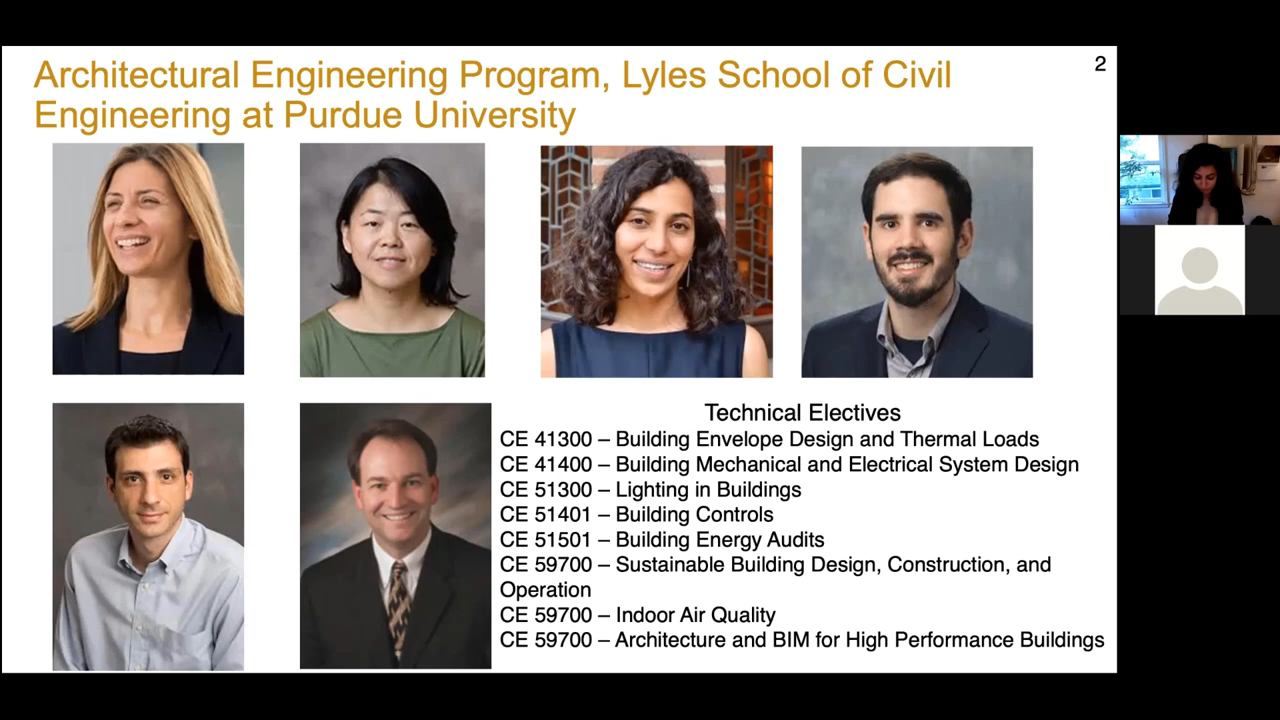 Architectural Engineering Program, Lyles School of Civil
Engineering at Purdue University
2
Technical Electives
CE 41300 – Building Envelope Design and Thermal Loads
CE 41400 – Building Mechanical and Electrical System Design
CE 51300 – Lighting in Buildings
CE 51401 – Building Controls
CE 51501 – Building Energy Audits
CE 59700 – Sustainable Building Design, Construction, and
Operation
CE 59700 – Indoor Air Quality
CE 59700 – Architecture and BIM for High Performance Buildings